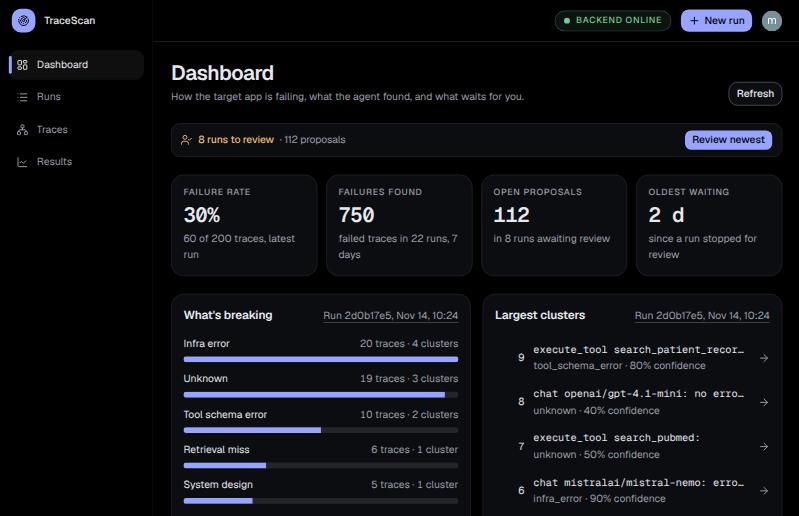 TraceScan
BACKEND ONLINE
+ New run
m
Dashboard
Runs
Traces
Results
Dashboard
How the target app is failing, what the agent found, and what waits for you.
Refresh
8 runs to review · 112 proposals
Review newest
FAILURE RATE
30%
60 of 200 traces, latest
run
FAILURES FOUND
750
failed traces in 22 runs, 7
days
OPEN PROPOSALS
112
in 8 runs awaiting review
OLDEST WAITING
2 d
since a run stopped for
review
What's breaking
Run 2d0b17e5, Nov 14, 10:24
Infra error
20 traces · 4 clusters
Unknown
19 traces · 3 clusters
Tool schema error
10 traces · 2 clusters
Retrieval miss
6 traces · 1 cluster
System design
5 traces · 1 cluster
Largest clusters
Run 2d0b17e5, Nov 14, 10:24
9 execute_tool search_patient_recor…
tool_schema_error · 80% confidence
8 chat openai/gpt-4.1-mini: no erro…
unknown · 40% confidence
7 execute_tool search_pubmed:
unknown · 50% confidence
6 chat mistralai/mistral-nemo: erro…
infra_error · 90% confidence